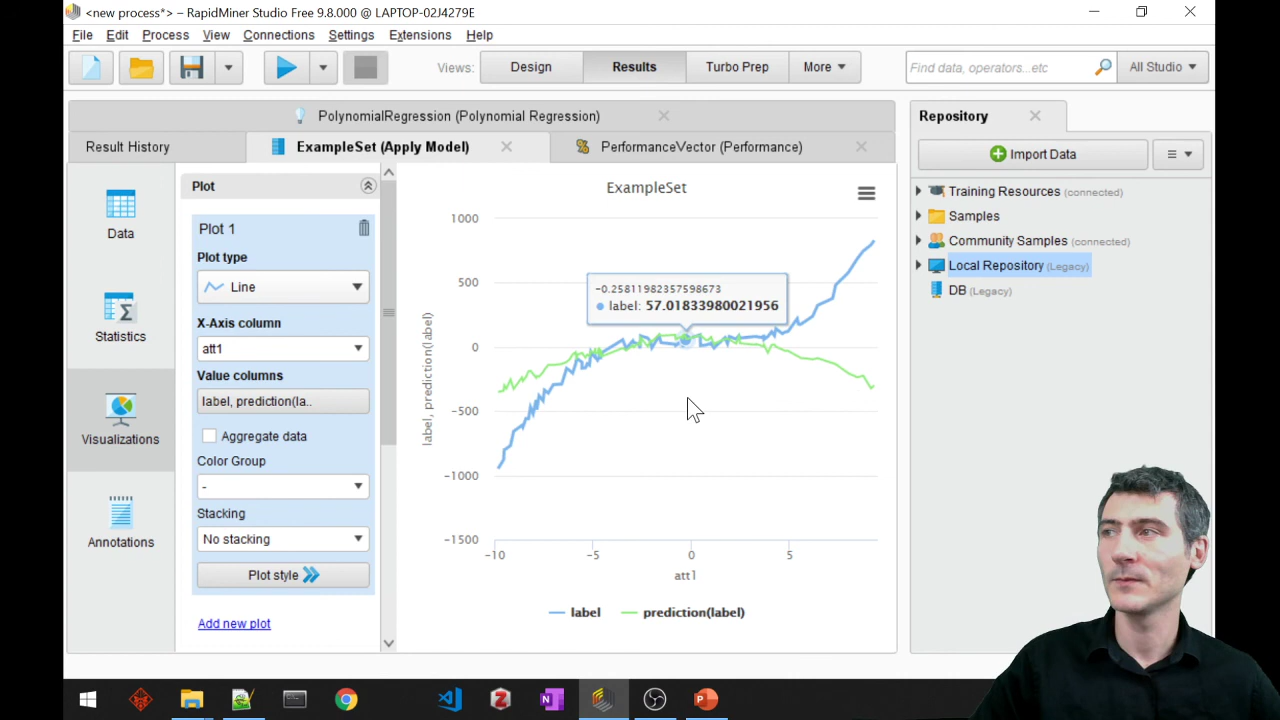 <new process*> – RapidMiner Studio Free 9.8.000 @ LAPTOP-02J4279E
File Edit Process View Connections Settings Extensions Help
Views: Design Results Turbo Prep More
Find data, operators...etc All Studio
PolynomialRegression (Polynomial Regression)
Result History ExampleSet (Apply Model) PerformanceVector (Performance)
Data
Statistics
Visualizations
Annotations
Plot
Plot 1
Plot type
Line
X-Axis column
att1
Value columns
label, prediction(la..
Aggregate data
Color Group
-
Stacking
No stacking
Plot style
Add new plot
ExampleSet
label, prediction(label)
1000
500
0
−500
−1000
−1500
−0.25811982357598673
label: 57.01833980021956
−10 −5 0 5
att1
label prediction(label)
Repository
Import Data
Training Resources (connected)
Samples
Community Samples (connected)
Local Repository (Legacy)
DB (Legacy)